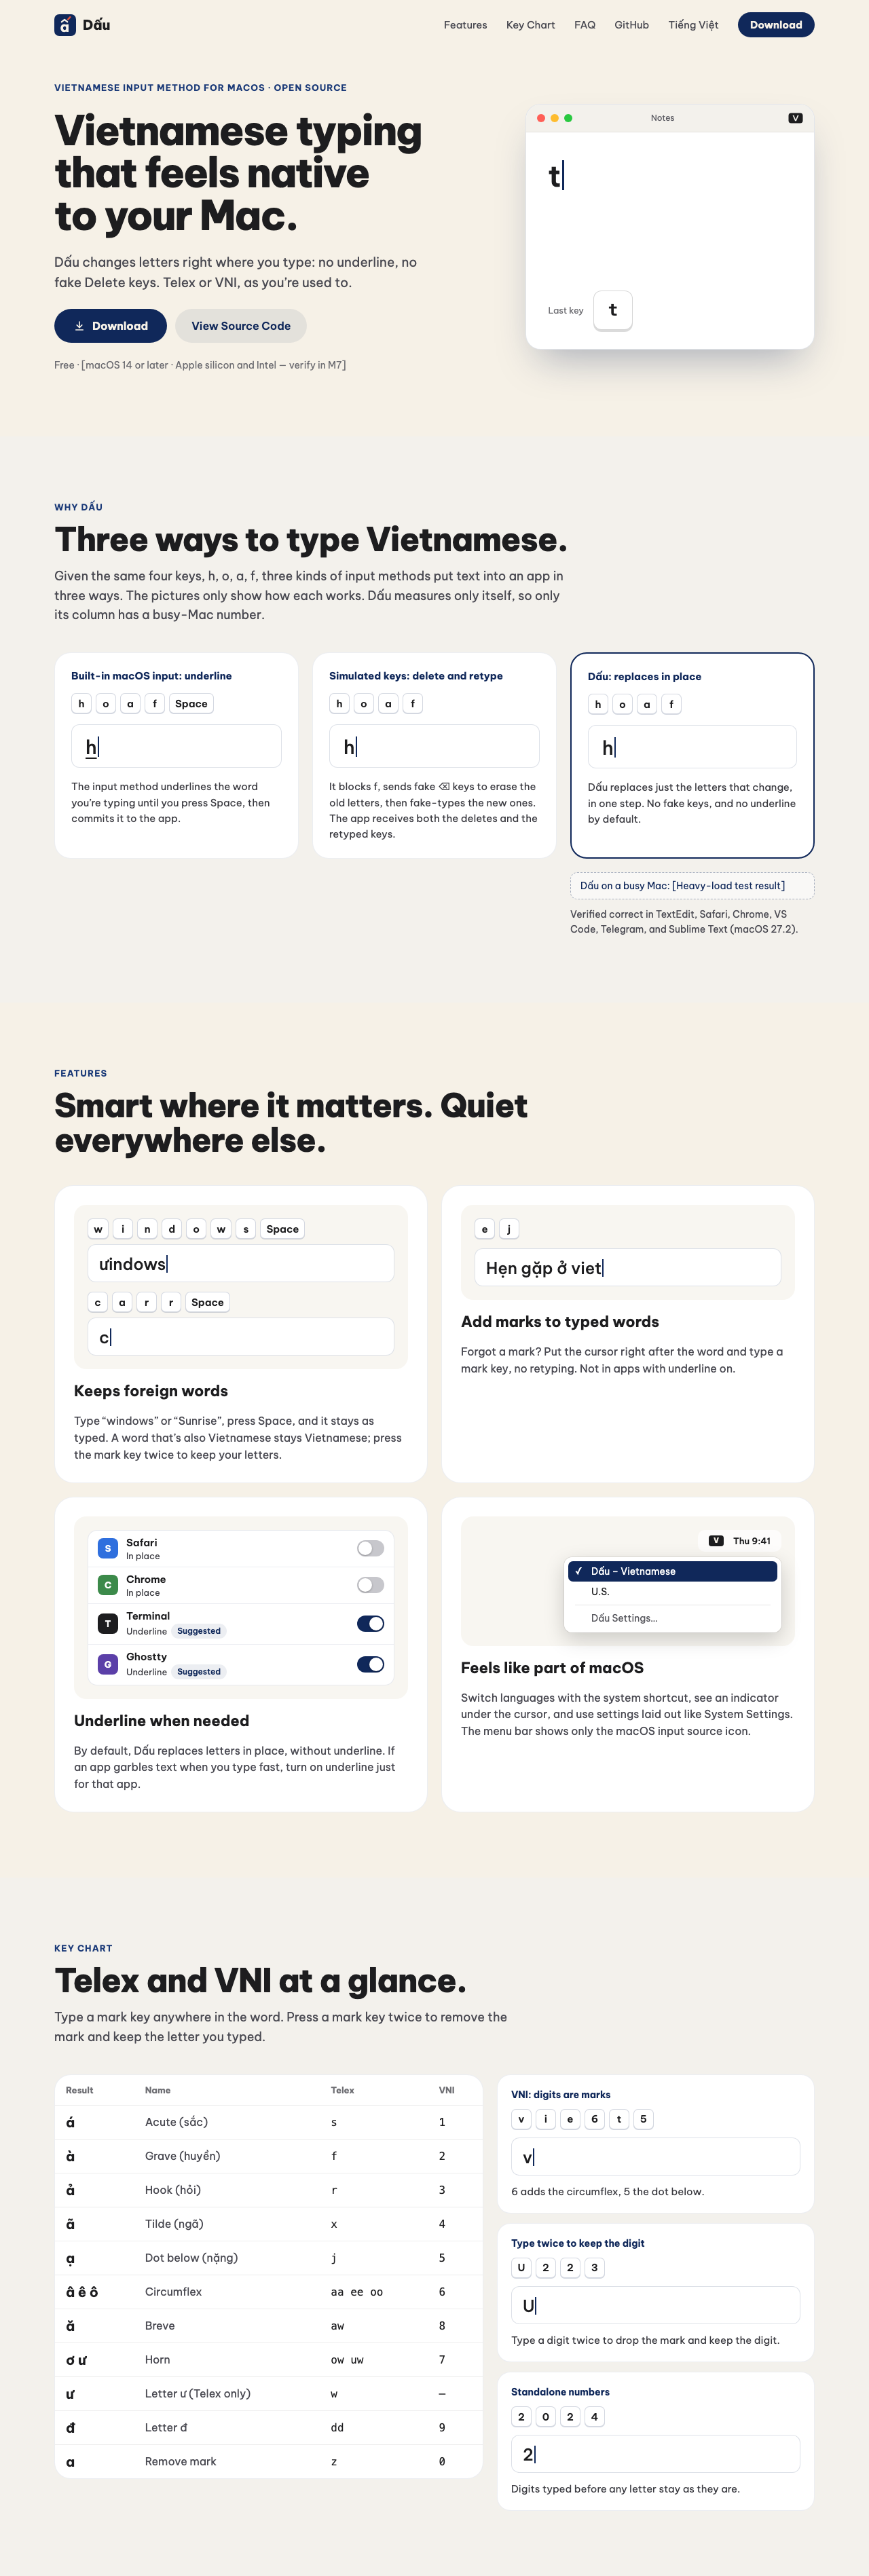 Dấu
Features
Key Chart
FAQ
GitHub
Tiếng Việt
Download
VIETNAMESE INPUT METHOD FOR MACOS · OPEN SOURCE
Vietnamese typing
that feels native
to your Mac.
Dấu changes letters right where you type: no underline, no
fake Delete keys. Telex or VNI, as you’re used to.
Download
View Source Code
Free · [macOS 14 or later · Apple silicon and Intel — verify in M7]
Notes
V
t
Last key
t
WHY DẤU
Three ways to type Vietnamese.
Given the same four keys, h, o, a, f, three kinds of input methods put text into an app in
three ways. The pictures only show how each works. Dấu measures only itself, so only
its column has a busy-Mac number.
Built-in macOS input: underline
h o a f Space
h
The input method underlines the word
you’re typing until you press Space, then
commits it to the app.
Simulated keys: delete and retype
h o a f
h
It blocks f, sends fake ⌫ keys to erase the
old letters, then fake-types the new ones.
The app receives both the deletes and the
retyped keys.
Dấu: replaces in place
h o a f
h
Dấu replaces just the letters that change,
in one step. No fake keys, and no underline
by default.
Dấu on a busy Mac: [Heavy-load test result]
Verified correct in TextEdit, Safari, Chrome, VS
Code, Telegram, and Sublime Text (macOS 27.2).
FEATURES
Smart where it matters. Quiet
everywhere else.
w i n d o w s Space
ưindows
c a r r Space
c
Keeps foreign words
Type “windows” or “Sunrise”, press Space, and it stays as
typed. A word that’s also Vietnamese stays Vietnamese; press
the mark key twice to keep your letters.
e j
Hẹn gặp ở viet
Add marks to typed words
Forgot a mark? Put the cursor right after the word and type a
mark key, no retyping. Not in apps with underline on.
S
Safari
In place
C
Chrome
In place
T
Terminal
Underline Suggested
G
Ghostty
Underline Suggested
Underline when needed
By default, Dấu replaces letters in place, without underline. If
an app garbles text when you type fast, turn on underline just
for that app.
V Thu 9:41
✓ Dấu – Vietnamese
U.S.
Dấu Settings...
Feels like part of macOS
Switch languages with the system shortcut, see an indicator
under the cursor, and use settings laid out like System Settings.
The menu bar shows only the macOS input source icon.
KEY CHART
Telex and VNI at a glance.
Type a mark key anywhere in the word. Press a mark key twice to remove the
mark and keep the letter you typed.
Result Name Telex VNI
á Acute (sắc) s 1
à Grave (huyền) f 2
ả Hook (hỏi) r 3
ã Tilde (ngã) x 4
ạ Dot below (nặng) j 5
â ê ô Circumflex aa ee oo 6
ă Breve aw 8
ơ ư Horn ow uw 7
ư Letter ư (Telex only) w —
đ Letter đ dd 9
a Remove mark z 0
VNI: digits are marks
v i e 6 t 5
v
6 adds the circumflex, 5 the dot below.
Type twice to keep the digit
U 2 2 3
U
Type a digit twice to drop the mark and keep the digit.
Standalone numbers
2 0 2 4
2
Digits typed before any letter stay as they are.